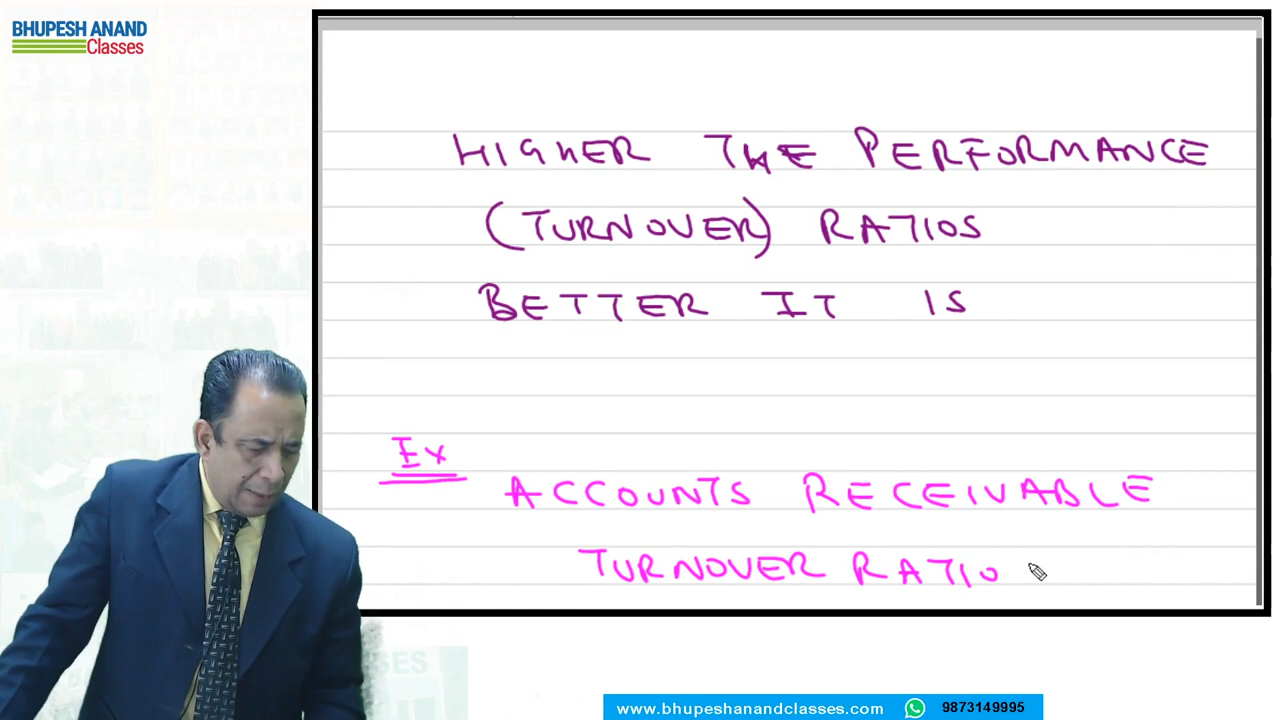 BHUPESH ANAND
Classes
HIGHER THE PERFORMANCE
(TURNOVER) RATIOS
BETTER IT IS
Ex
ACCOUNTS RECEIVABLE
TURNOVER RATIO
www.bhupeshanandclasses.com 9873149995